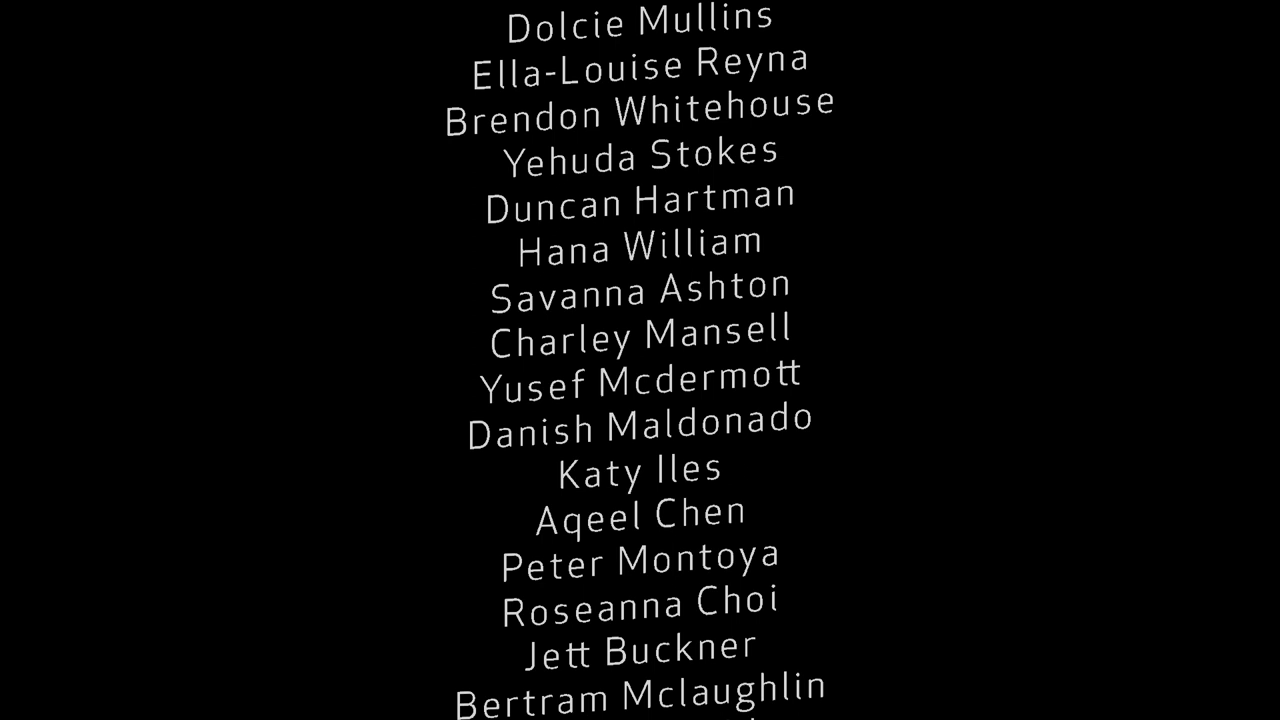 Dolcie Mullins
Ella-Louise Reyna
Brendon Whitehouse
Yehuda Stokes
Duncan Hartman
Hana William
Savanna Ashton
Charley Mansell
Yusef Mcdermott
Danish Maldonado
Katy Iles
Aqeel Chen
Peter Montoya
Roseanna Choi
Jett Buckner
Bertram Mclaughlin